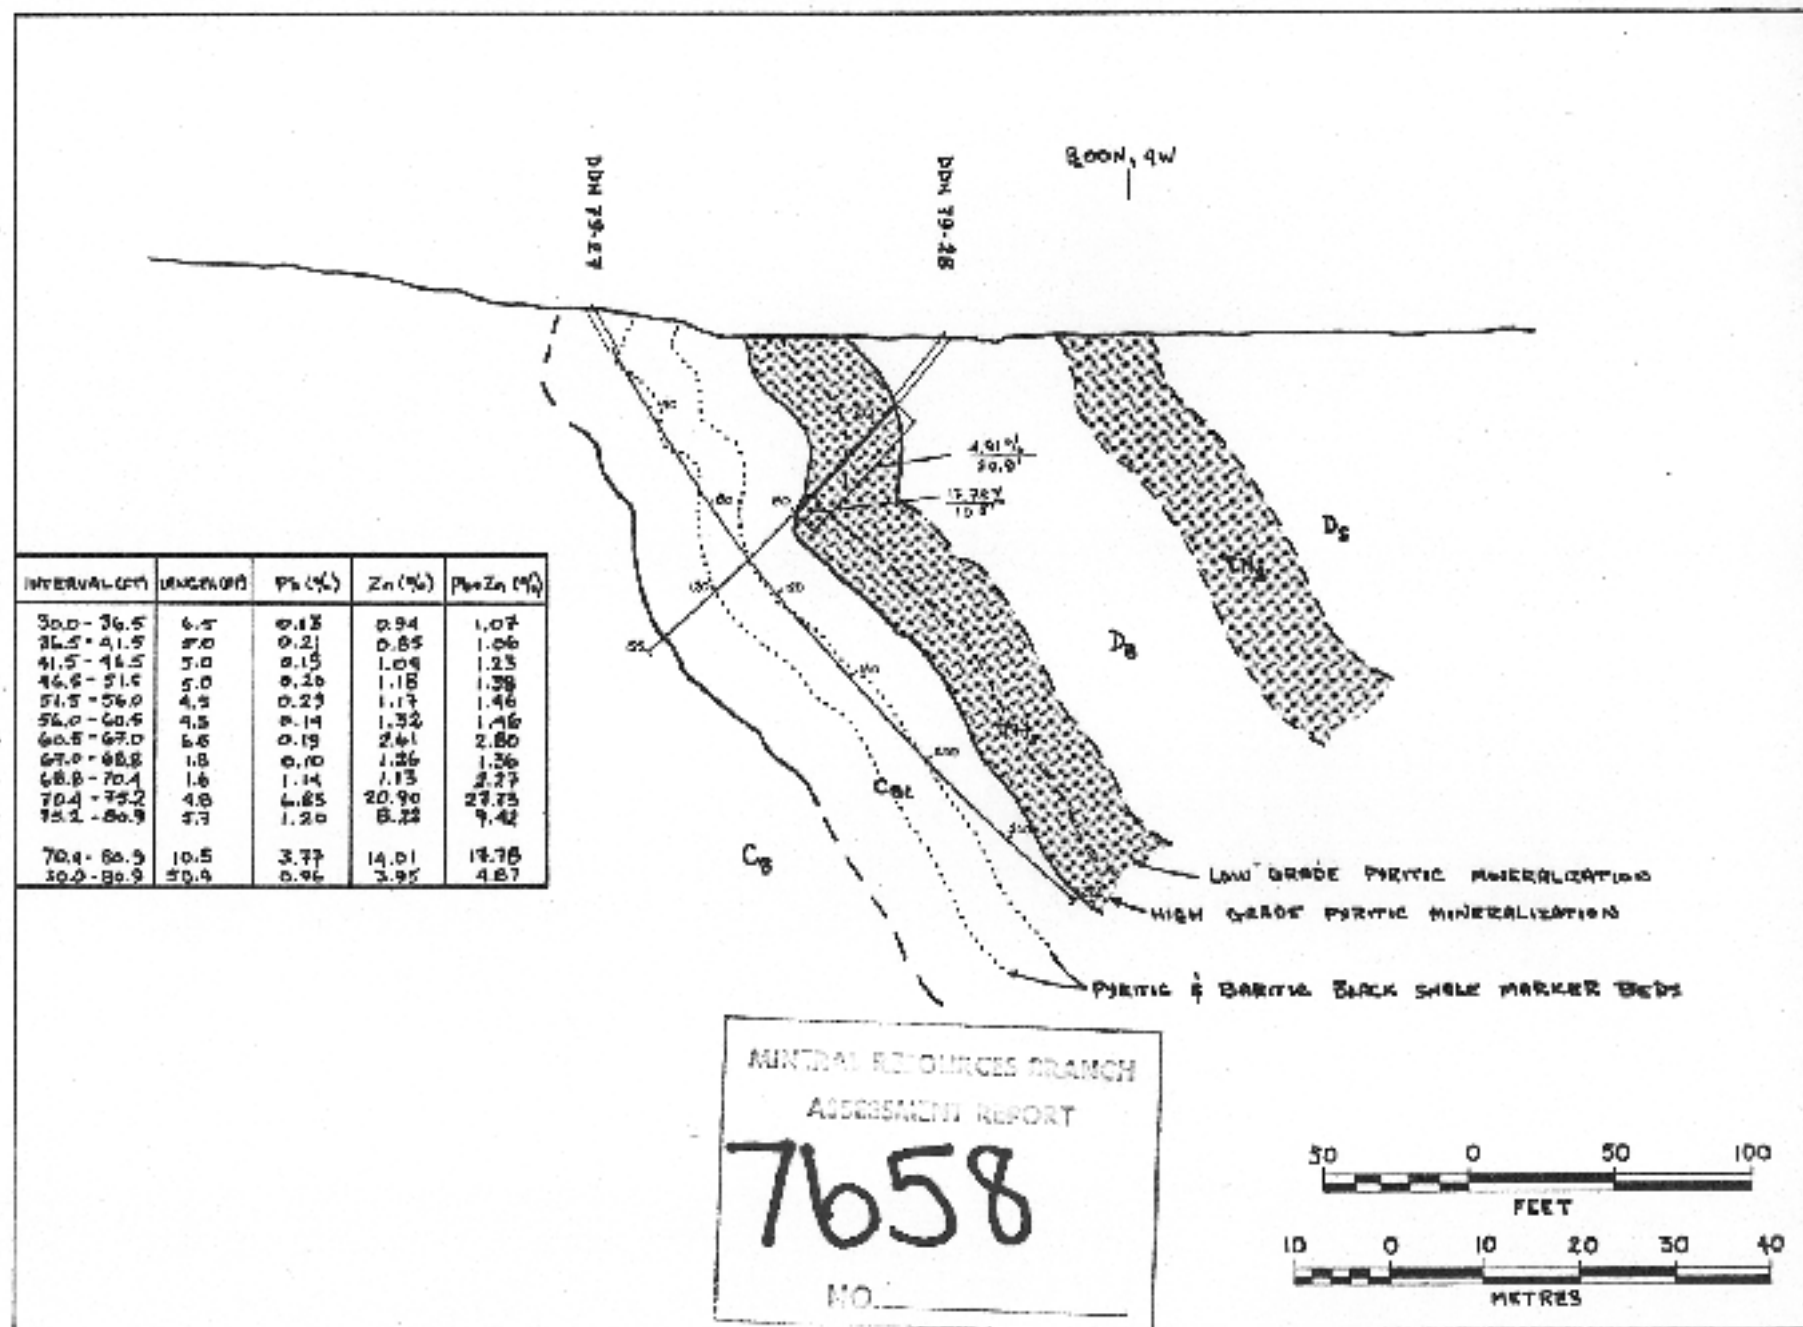 DDH 79-27
DDH 79-28
200N, 9W
40
80
120
160
200
80
120
155
4.91%
50.9'
17.78%
10.5'
DS
DB
CBL
CB
INTERVAL (FT) LENGTH (FT) Pb (%) Zn (%) Pb+Zn (%)
30.0 - 36.5 6.5 0.13 0.94 1.07
36.5 - 41.5 5.0 0.21 0.85 1.06
41.5 - 46.5 5.0 0.15 1.09 1.23
46.5 - 51.5 5.0 0.20 1.18 1.38
51.5 - 56.0 4.5 0.29 1.17 1.46
56.0 - 60.5 4.5 0.14 1.32 1.46
60.5 - 67.0 6.5 0.19 2.61 2.80
67.0 - 68.8 1.8 0.10 1.26 1.36
68.8 - 70.4 1.6 1.14 1.13 2.27
70.4 - 75.2 4.8 6.85 20.90 27.75
75.2 - 80.9 5.7 1.20 8.22 9.42
70.4 - 80.9 10.5 3.77 14.01 17.78
30.0 - 80.9 50.9 0.96 3.95 4.87
LOW GRADE PYRITIC MINERALIZATION
HIGH GRADE PYRITIC MINERALIZATION
PYRITIC & BARITIC BLACK SHALE MARKER BEDS
MINERAL RESOURCES BRANCH
ASSESSMENT REPORT
7658
NO.
50 0 50 100
FEET
10 0 10 20 30 40
METRES